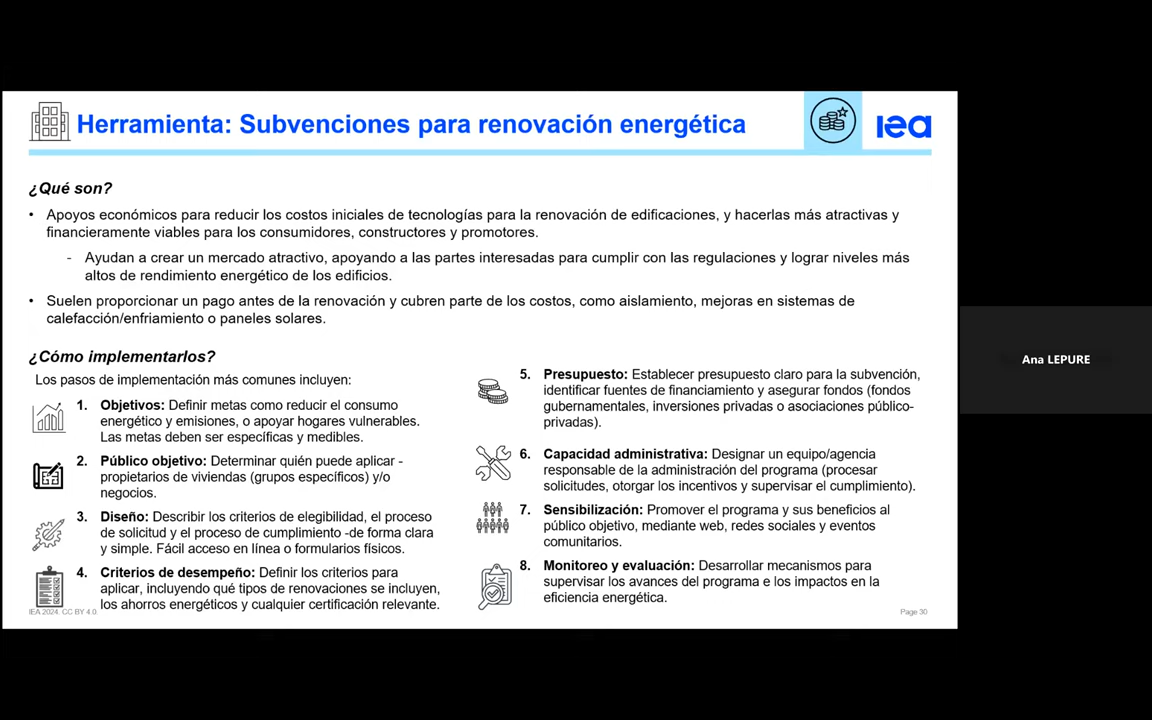 Herramienta: Subvenciones para renovación energética
iea
¿Qué son?
• Apoyos económicos para reducir los costos iniciales de tecnologías para la renovación de edificaciones, y hacerlas más atractivas y
financieramente viables para los consumidores, constructores y promotores.
- Ayudan a crear un mercado atractivo, apoyando a las partes interesadas para cumplir con las regulaciones y lograr niveles más
altos de rendimiento energético de los edificios.
• Suelen proporcionar un pago antes de la renovación y cubren parte de los costos, como aislamiento, mejoras en sistemas de
calefacción/enfriamiento o paneles solares.
¿Cómo implementarlos?
Los pasos de implementación más comunes incluyen:
1. Objetivos: Definir metas como reducir el consumo
energético y emisiones, o apoyar hogares vulnerables.
Las metas deben ser específicas y medibles.
2. Público objetivo: Determinar quién puede aplicar -
propietarios de viviendas (grupos específicos) y/o
negocios.
3. Diseño: Describir los criterios de elegibilidad, el proceso
de solicitud y el proceso de cumplimiento -de forma clara
y simple. Fácil acceso en línea o formularios físicos.
4. Criterios de desempeño: Definir los criterios para
aplicar, incluyendo qué tipos de renovaciones se incluyen,
los ahorros energéticos y cualquier certificación relevante.
5. Presupuesto: Establecer presupuesto claro para la subvención,
identificar fuentes de financiamiento y asegurar fondos (fondos
gubernamentales, inversiones privadas o asociaciones público-
privadas).
6. Capacidad administrativa: Designar un equipo/agencia
responsable de la administración del programa (procesar
solicitudes, otorgar los incentivos y supervisar el cumplimiento).
7. Sensibilización: Promover el programa y sus beneficios al
público objetivo, mediante web, redes sociales y eventos
comunitarios.
8. Monitoreo y evaluación: Desarrollar mecanismos para
supervisar los avances del programa e los impactos en la
eficiencia energética.
IEA 2024. CC BY 4.0.
Page 30
Ana LEPURE